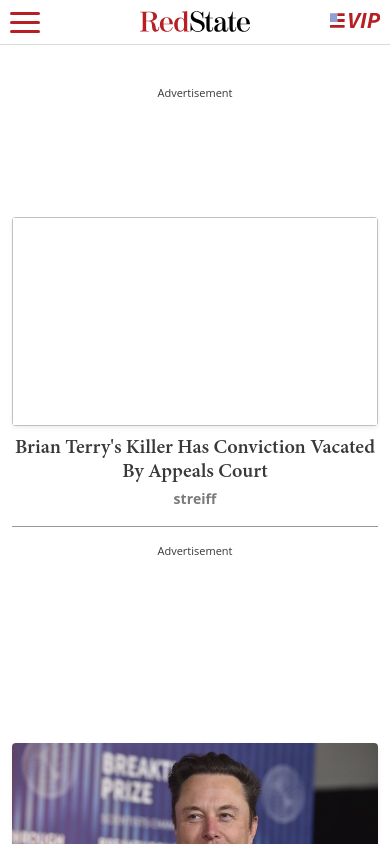 RedState
VIP
Advertisement
Brian Terry's Killer Has Conviction Vacated
By Appeals Court
streiff
Advertisement
BREAKT
PRIZE